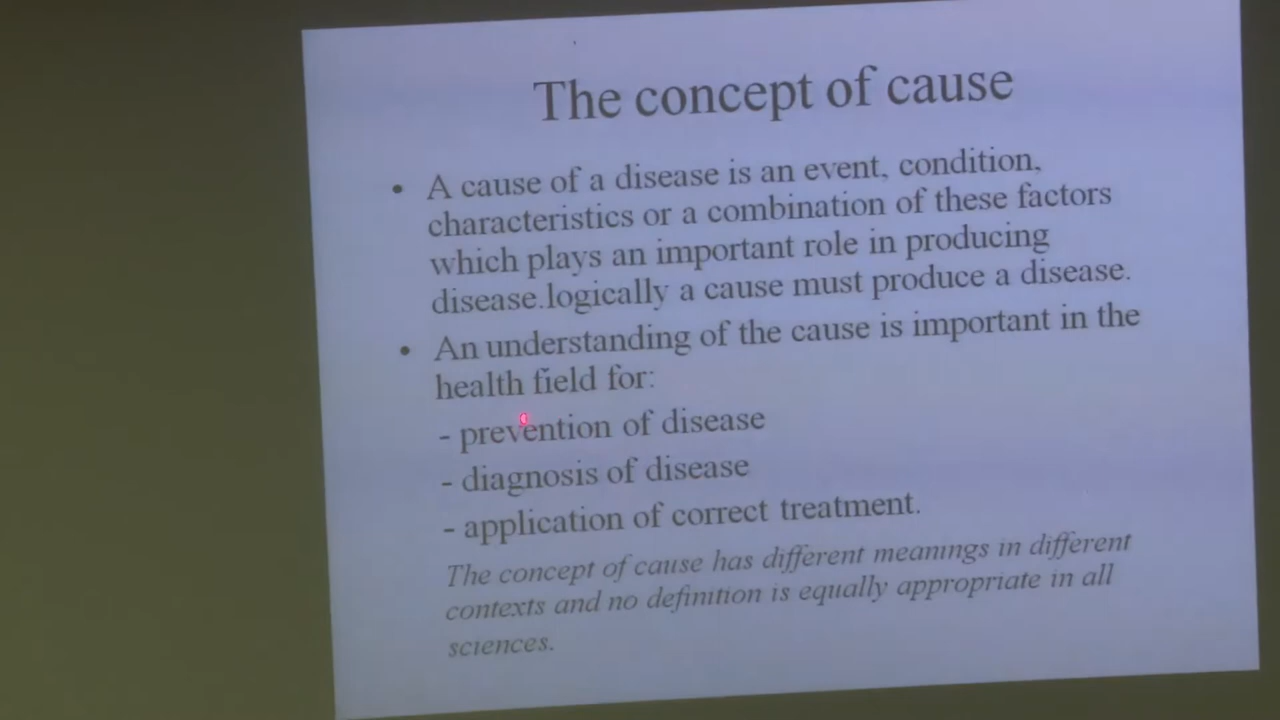 The concept of cause
• A cause of a disease is an event, condition,
characteristics or a combination of these factors
which plays an important role in producing
disease.logically a cause must produce a disease.
• An understanding of the cause is important in the
health field for:
- prevention of disease
- diagnosis of disease
- application of correct treatment.
The concept of cause has different meanings in different
contexts and no definition is equally appropriate in all
sciences.